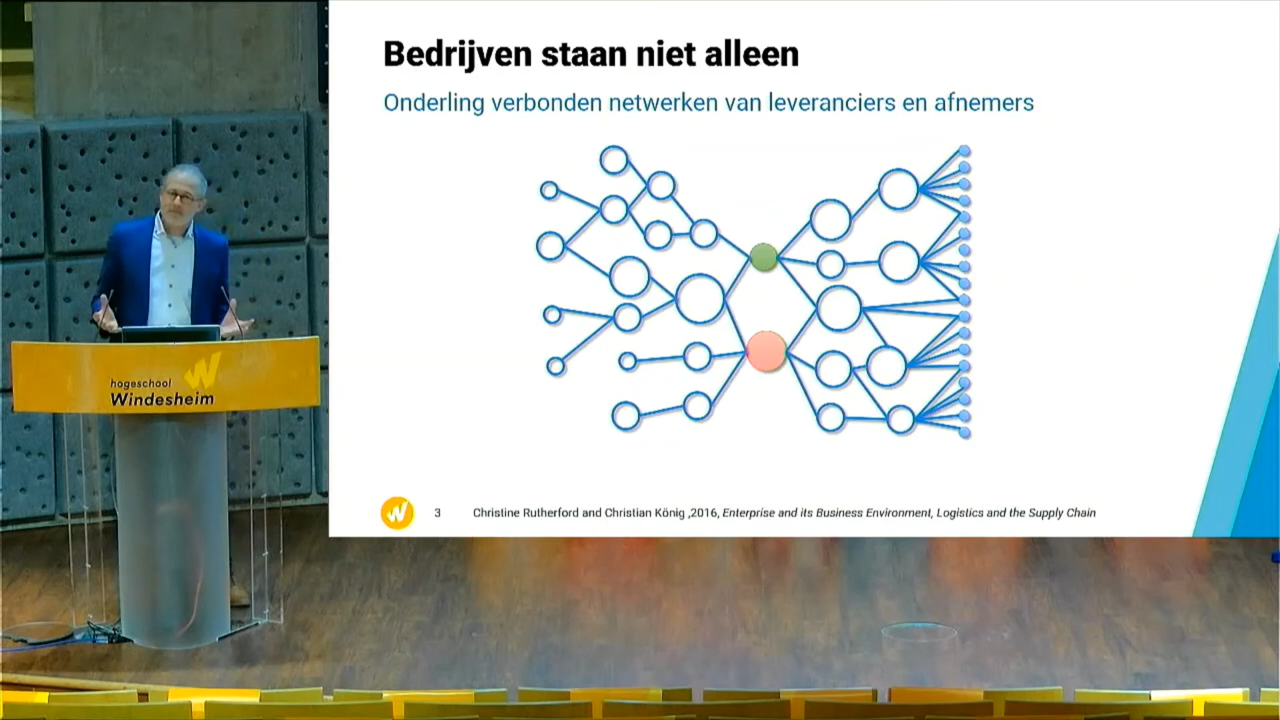 Bedrijven staan niet alleen
Onderling verbonden netwerken van leveranciers en afnemers
hogeschool
Windesheim
3
Christine Rutherford and Christian König ,2016, Enterprise and its Business Environment, Logistics and the Supply Chain